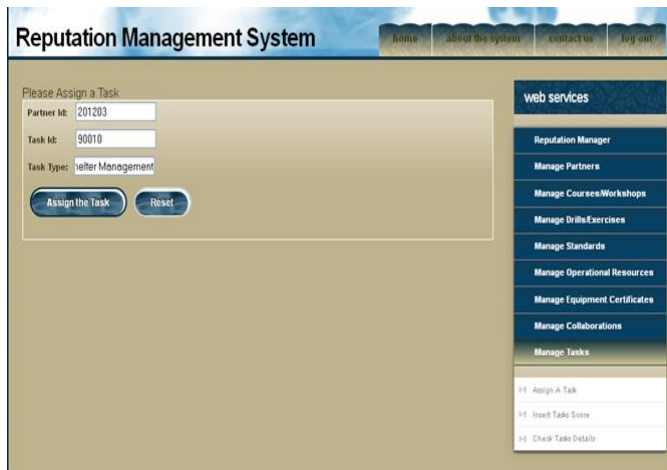 Reputation Management System
home about the system contact us log out
Please Assign a Task
Partner Id: 201203
Task Id: 90010
Task Type: helter Management
Assign the Task Reset
web services
Reputation Manager
Manage Partners
Manage Courses/Workshops
Manage Drills/Exercises
Manage Standards
Manage Operational Resources
Manage Equipment Certificates
Manage Collaborations
Manage Tasks
Assign A Task
Insert Tasks Score
Check Tasks Details